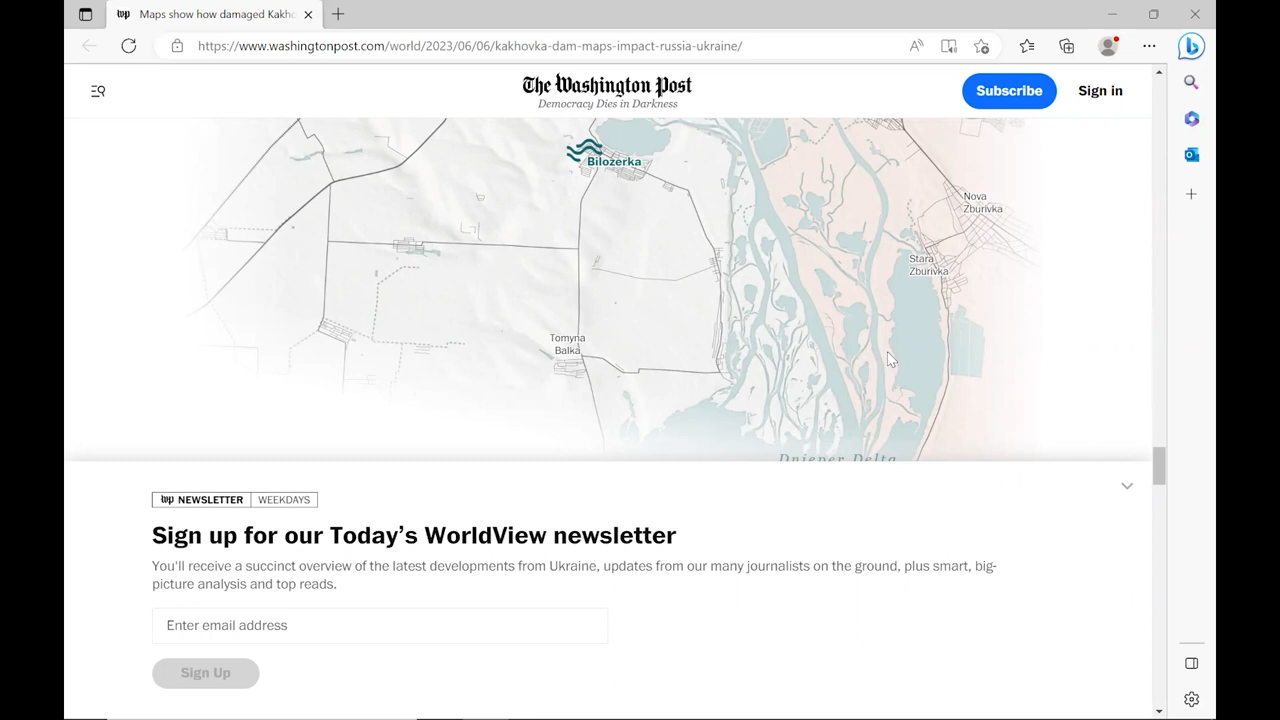 Maps show how damaged Kakho
https://www.washingtonpost.com/world/2023/06/06/kakhovka-dam-maps-impact-russia-ukraine/
The Washington Post
Democracy Dies in Darkness
Subscribe
Sign in
Bilozerka
Nova
Zburivka
Stara
Zburivka
Tomyna
Balka
Dnieper Delta
wp NEWSLETTER WEEKDAYS
Sign up for our Today’s WorldView newsletter
You'll receive a succinct overview of the latest developments from Ukraine, updates from our many journalists on the ground, plus smart, big-
picture analysis and top reads.
Enter email address
Sign Up